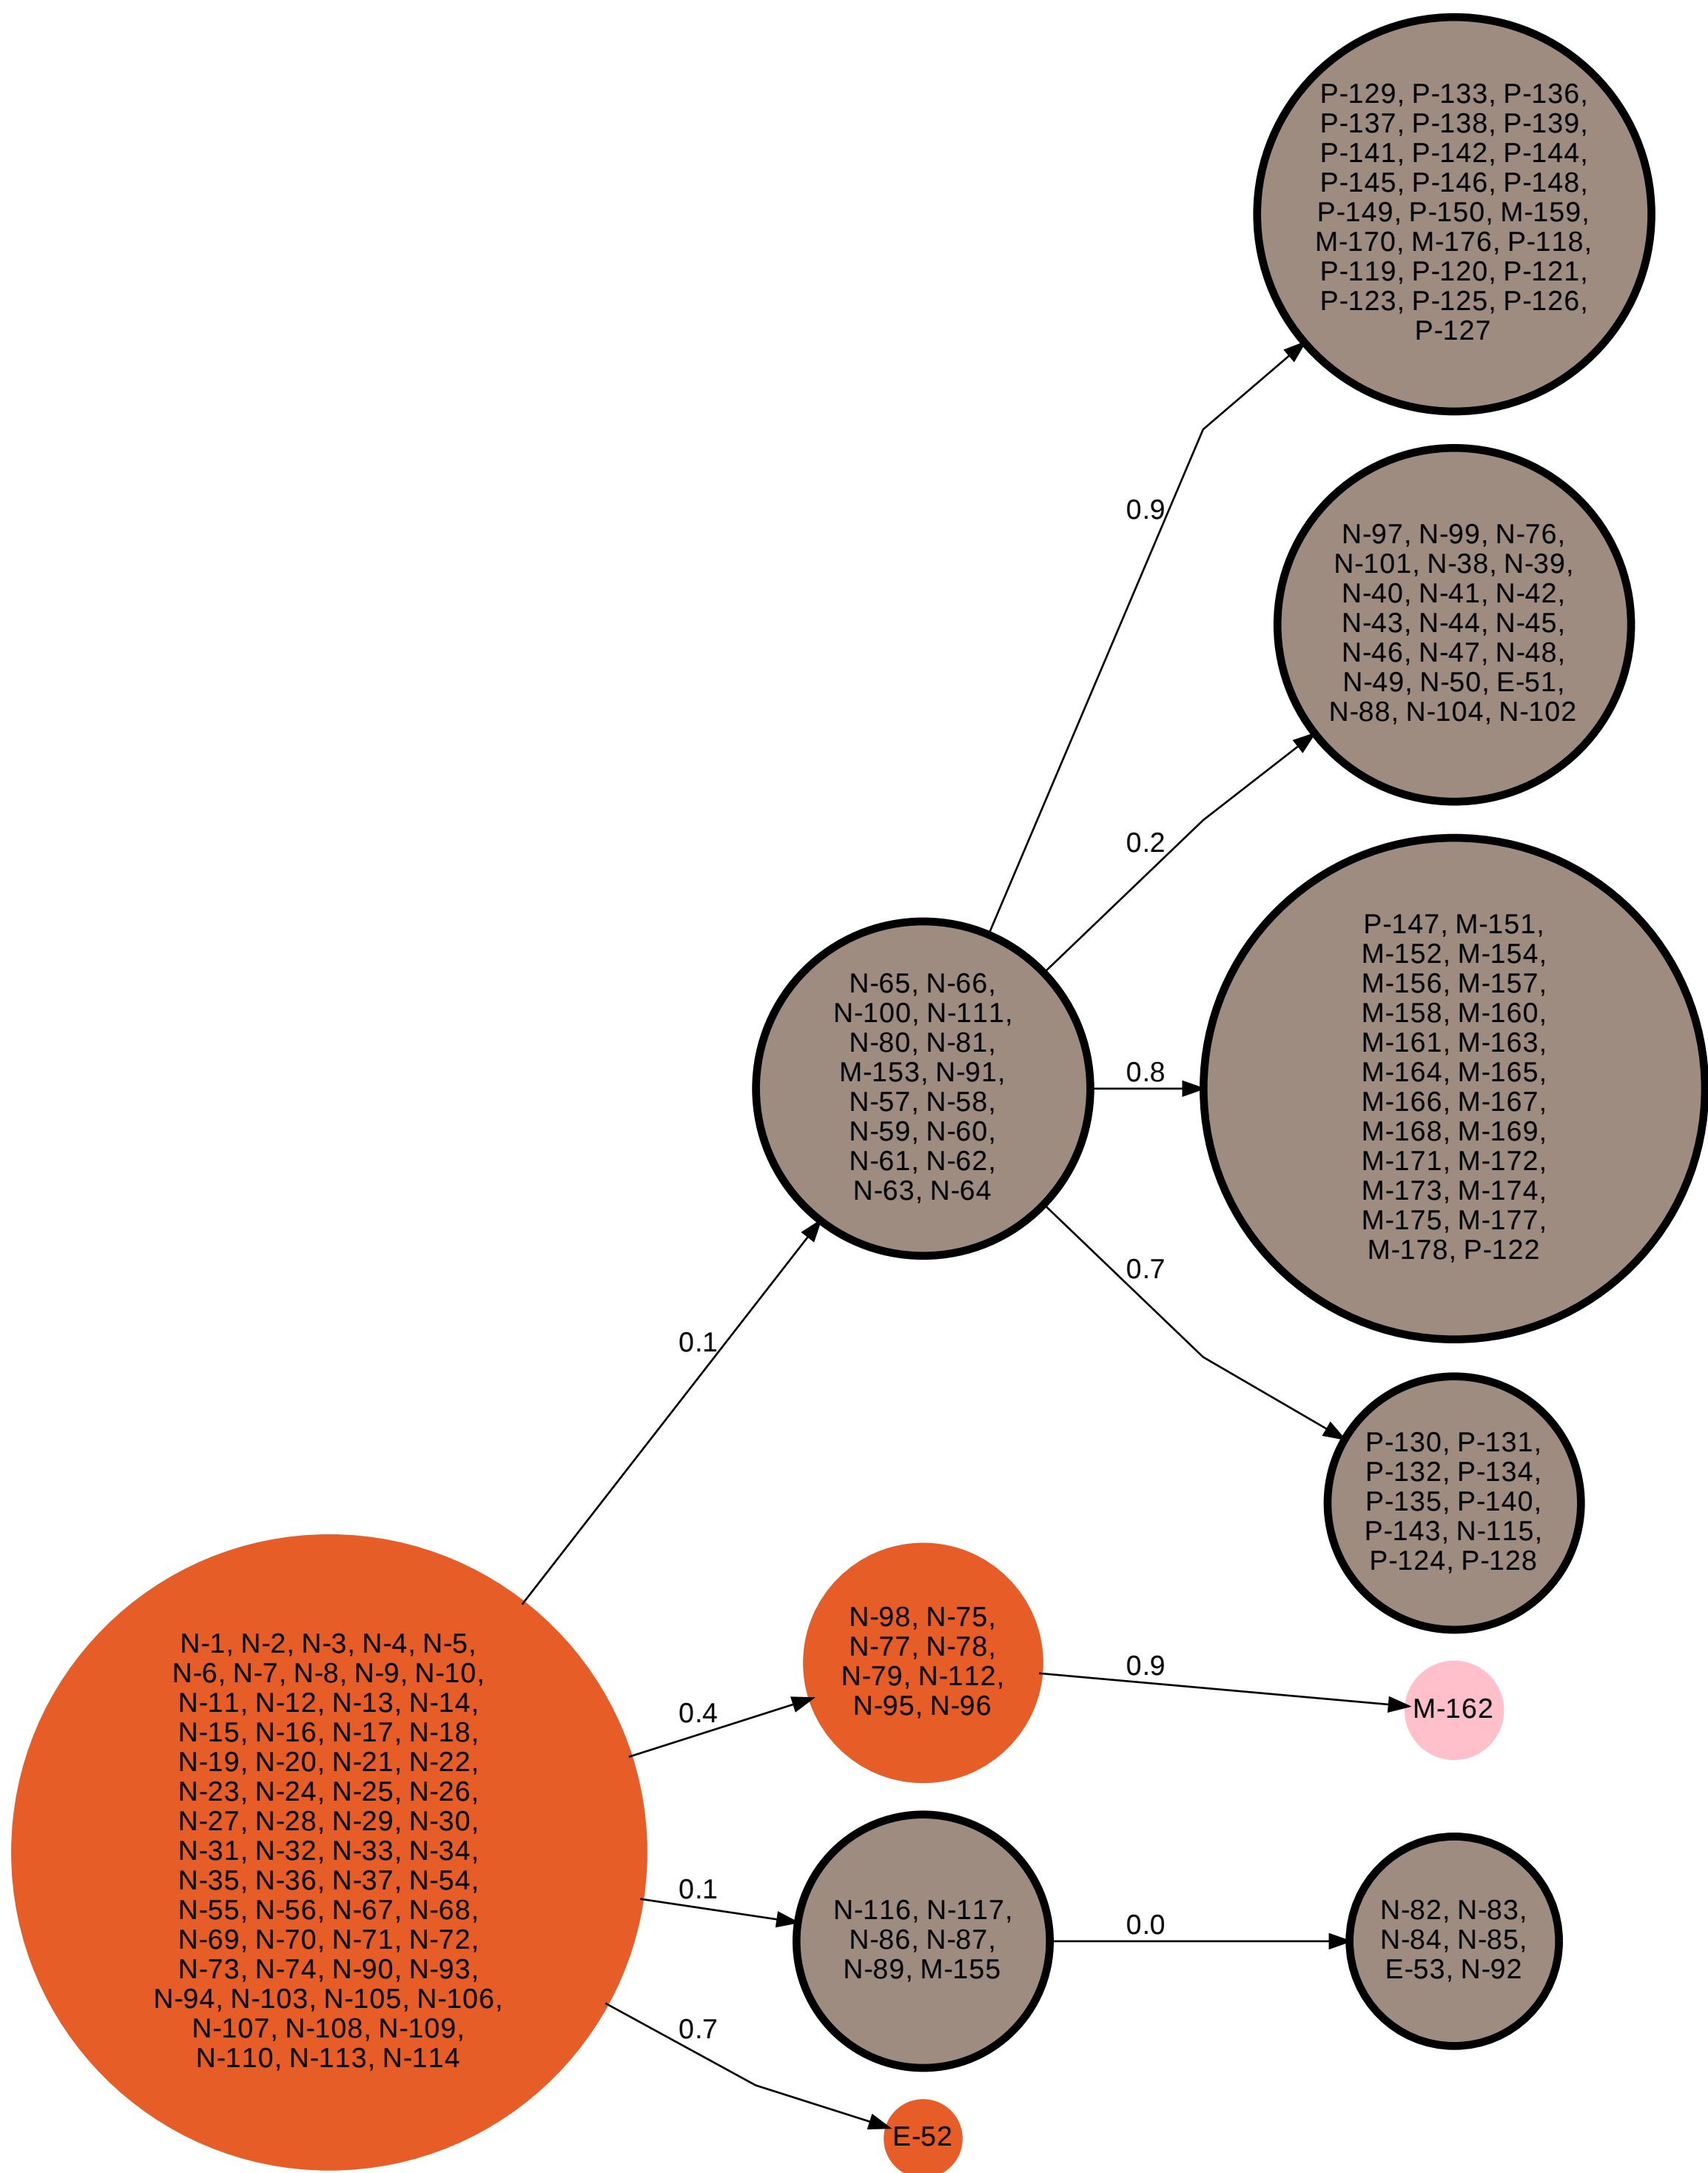 P-129, P-133, P-136,
P-137, P-138, P-139,
P-141, P-142, P-144,
P-145, P-146, P-148,
P-149, P-150, M-159,
M-170, M-176, P-118,
P-119, P-120, P-121,
P-123, P-125, P-126,
P-127
0.9
N-97, N-99, N-76,
N-101, N-38, N-39,
N-40, N-41, N-42,
N-43, N-44, N-45,
N-46, N-47, N-48,
N-49, N-50, E-51,
N-88, N-104, N-102
0.2
P-147, M-151,
M-152, M-154,
M-156, M-157,
M-158, M-160,
M-161, M-163,
M-164, M-165,
M-166, M-167,
M-168, M-169,
M-171, M-172,
M-173, M-174,
M-175, M-177,
M-178, P-122
0.8
N-65, N-66,
N-100, N-111,
N-80, N-81,
M-153, N-91,
N-57, N-58,
N-59, N-60,
N-61, N-62,
N-63, N-64
0.7
0.1
P-130, P-131,
P-132, P-134,
P-135, P-140,
P-143, N-115,
P-124, P-128
N-98, N-75,
N-77, N-78,
N-79, N-112,
N-95, N-96
0.9
M-162
N-1, N-2, N-3, N-4, N-5,
N-6, N-7, N-8, N-9, N-10,
N-11, N-12, N-13, N-14,
N-15, N-16, N-17, N-18,
N-19, N-20, N-21, N-22,
N-23, N-24, N-25, N-26,
N-27, N-28, N-29, N-30,
N-31, N-32, N-33, N-34,
N-35, N-36, N-37, N-54,
N-55, N-56, N-67, N-68,
N-69, N-70, N-71, N-72,
N-73, N-74, N-90, N-93,
N-94, N-103, N-105, N-106,
N-107, N-108, N-109,
N-110, N-113, N-114
0.4
0.1
N-116, N-117,
N-86, N-87,
N-89, M-155
0.0
N-82, N-83,
N-84, N-85,
E-53, N-92
0.7
E-52